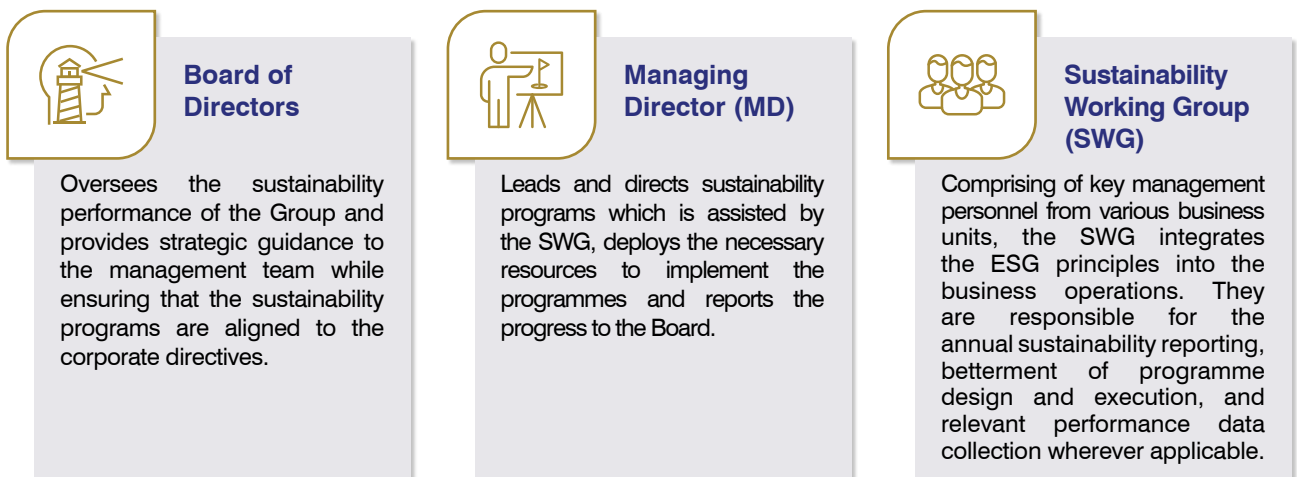 Board of
Directors
Oversees the sustainability
performance of the Group and
provides strategic guidance to
the management team while
ensuring that the sustainability
programs are aligned to the
corporate directives.
Managing
Director (MD)
Leads and directs sustainability
programs which is assisted by
the SWG, deploys the necessary
resources to implement the
programmes and reports the
progress to the Board.
Sustainability
Working Group
(SWG)
Comprising of key management
personnel from various business
units, the SWG integrates
the ESG principles into the
business operations. They
are responsible for the
annual sustainability reporting,
betterment of programme
design and execution, and
relevant performance data
collection wherever applicable.